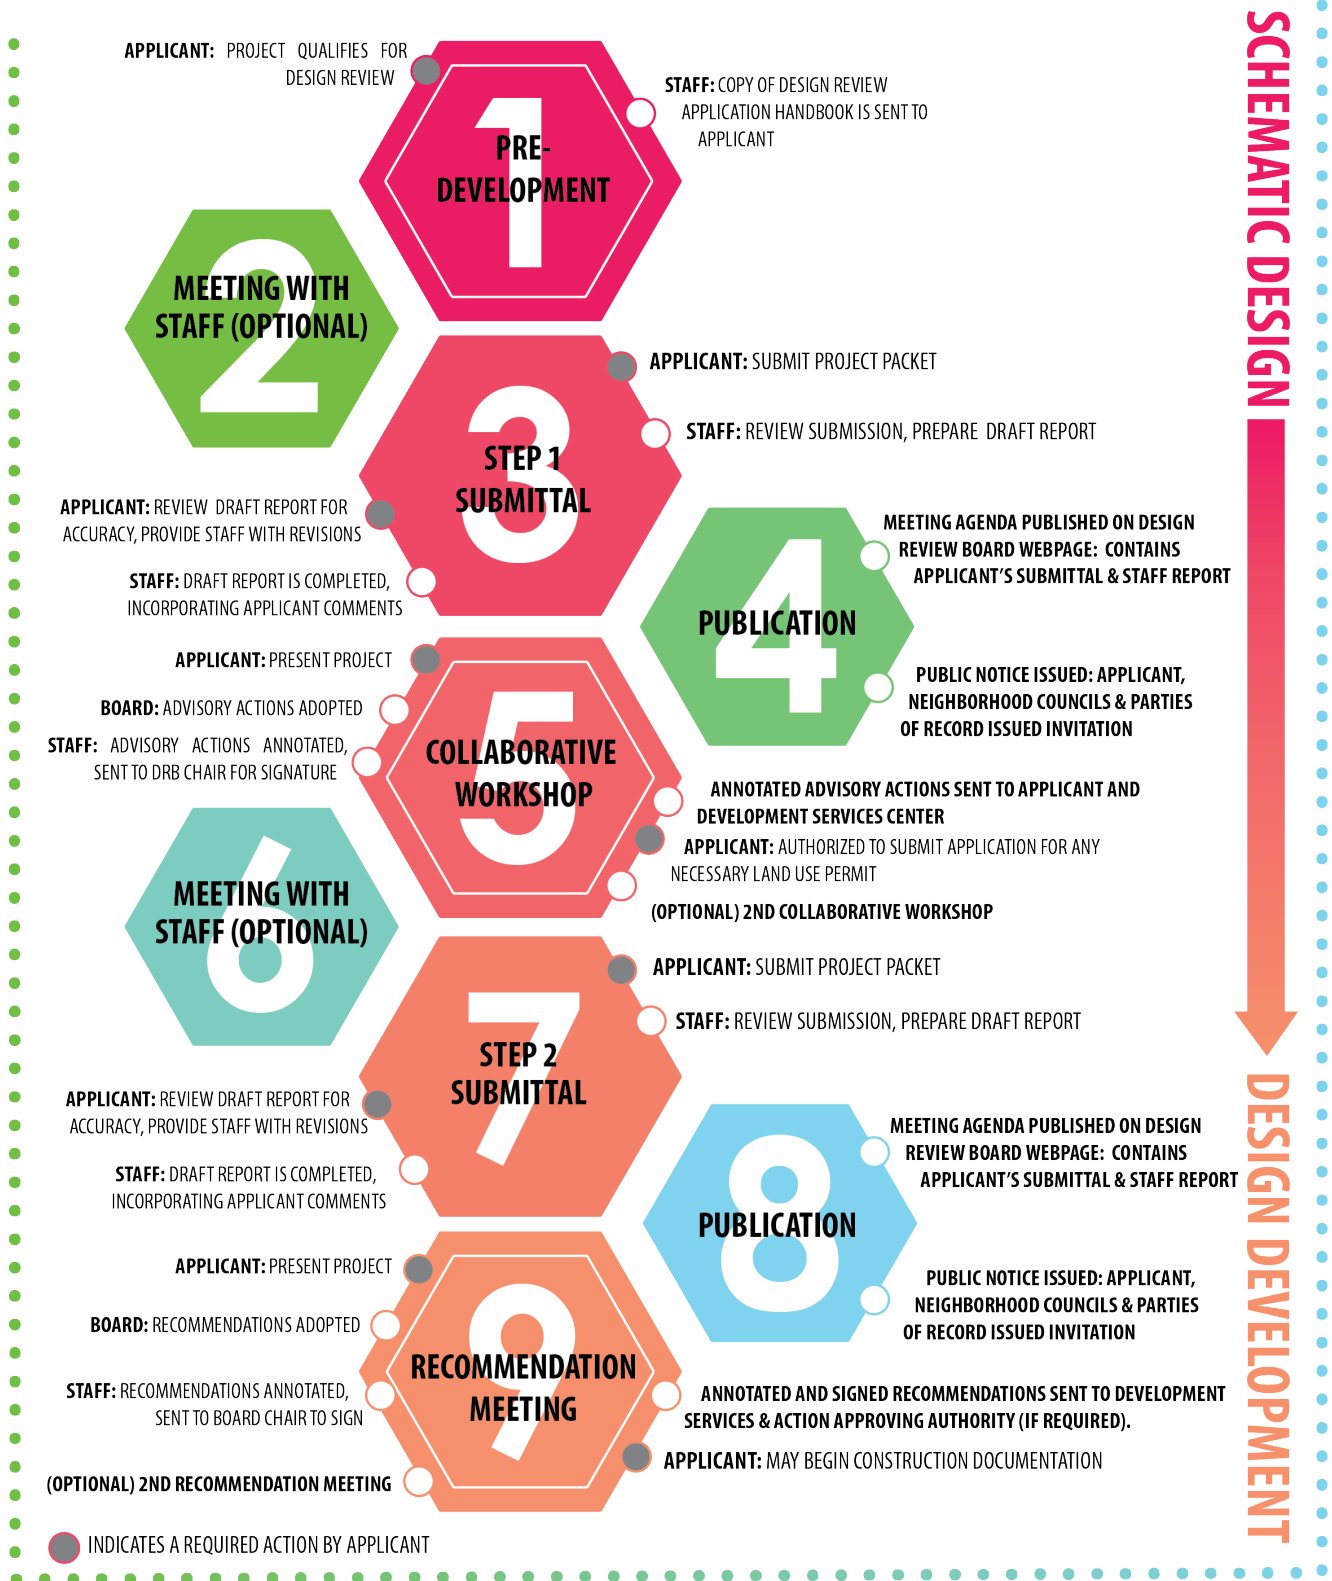 SCHEMATIC DESIGN
APPLICANT: PROJECT QUALIFIES FOR
DESIGN REVIEW
1
PRE-
DEVELOPMENT
STAFF: COPY OF DESIGN REVIEW
APPLICATION HANDBOOK IS SENT TO
APPLICANT
2
MEETING WITH
STAFF (OPTIONAL)
3
STEP 1
SUBMITTAL
APPLICANT: SUBMIT PROJECT PACKET
STAFF: REVIEW SUBMISSION, PREPARE DRAFT REPORT
APPLICANT: REVIEW DRAFT REPORT FOR
ACCURACY, PROVIDE STAFF WITH REVISIONS
STAFF: DRAFT REPORT IS COMPLETED,
INCORPORATING APPLICANT COMMENTS
4
PUBLICATION
MEETING AGENDA PUBLISHED ON DESIGN
REVIEW BOARD WEBPAGE: CONTAINS
APPLICANT'S SUBMITTAL & STAFF REPORT
PUBLIC NOTICE ISSUED: APPLICANT,
NEIGHBORHOOD COUNCILS & PARTIES
OF RECORD ISSUED INVITATION
5
COLLABORATIVE
WORKSHOP
APPLICANT: PRESENT PROJECT
BOARD: ADVISORY ACTIONS ADOPTED
STAFF: ADVISORY ACTIONS ANNOTATED,
SENT TO DRB CHAIR FOR SIGNATURE
ANNOTATED ADVISORY ACTIONS SENT TO APPLICANT AND
DEVELOPMENT SERVICES CENTER
APPLICANT: AUTHORIZED TO SUBMIT APPLICATION FOR ANY
NECESSARY LAND USE PERMIT
(OPTIONAL) 2ND COLLABORATIVE WORKSHOP
6
MEETING WITH
STAFF (OPTIONAL)
7
STEP 2
SUBMITTAL
APPLICANT: SUBMIT PROJECT PACKET
STAFF: REVIEW SUBMISSION, PREPARE DRAFT REPORT
APPLICANT: REVIEW DRAFT REPORT FOR
ACCURACY, PROVIDE STAFF WITH REVISIONS
STAFF: DRAFT REPORT IS COMPLETED,
INCORPORATING APPLICANT COMMENTS
8
PUBLICATION
MEETING AGENDA PUBLISHED ON DESIGN
REVIEW BOARD WEBPAGE: CONTAINS
APPLICANT'S SUBMITTAL & STAFF REPORT
PUBLIC NOTICE ISSUED: APPLICANT,
NEIGHBORHOOD COUNCILS & PARTIES
OF RECORD ISSUED INVITATION
DESIGN DEVELOPMENT
9
RECOMMENDATION
MEETING
APPLICANT: PRESENT PROJECT
BOARD: RECOMMENDATIONS ADOPTED
STAFF: RECOMMENDATIONS ANNOTATED,
SENT TO BOARD CHAIR TO SIGN
(OPTIONAL) 2ND RECOMMENDATION MEETING
ANNOTATED AND SIGNED RECOMMENDATIONS SENT TO DEVELOPMENT
SERVICES & ACTION APPROVING AUTHORITY (IF REQUIRED).
APPLICANT: MAY BEGIN CONSTRUCTION DOCUMENTATION
INDICATES A REQUIRED ACTION BY APPLICANT